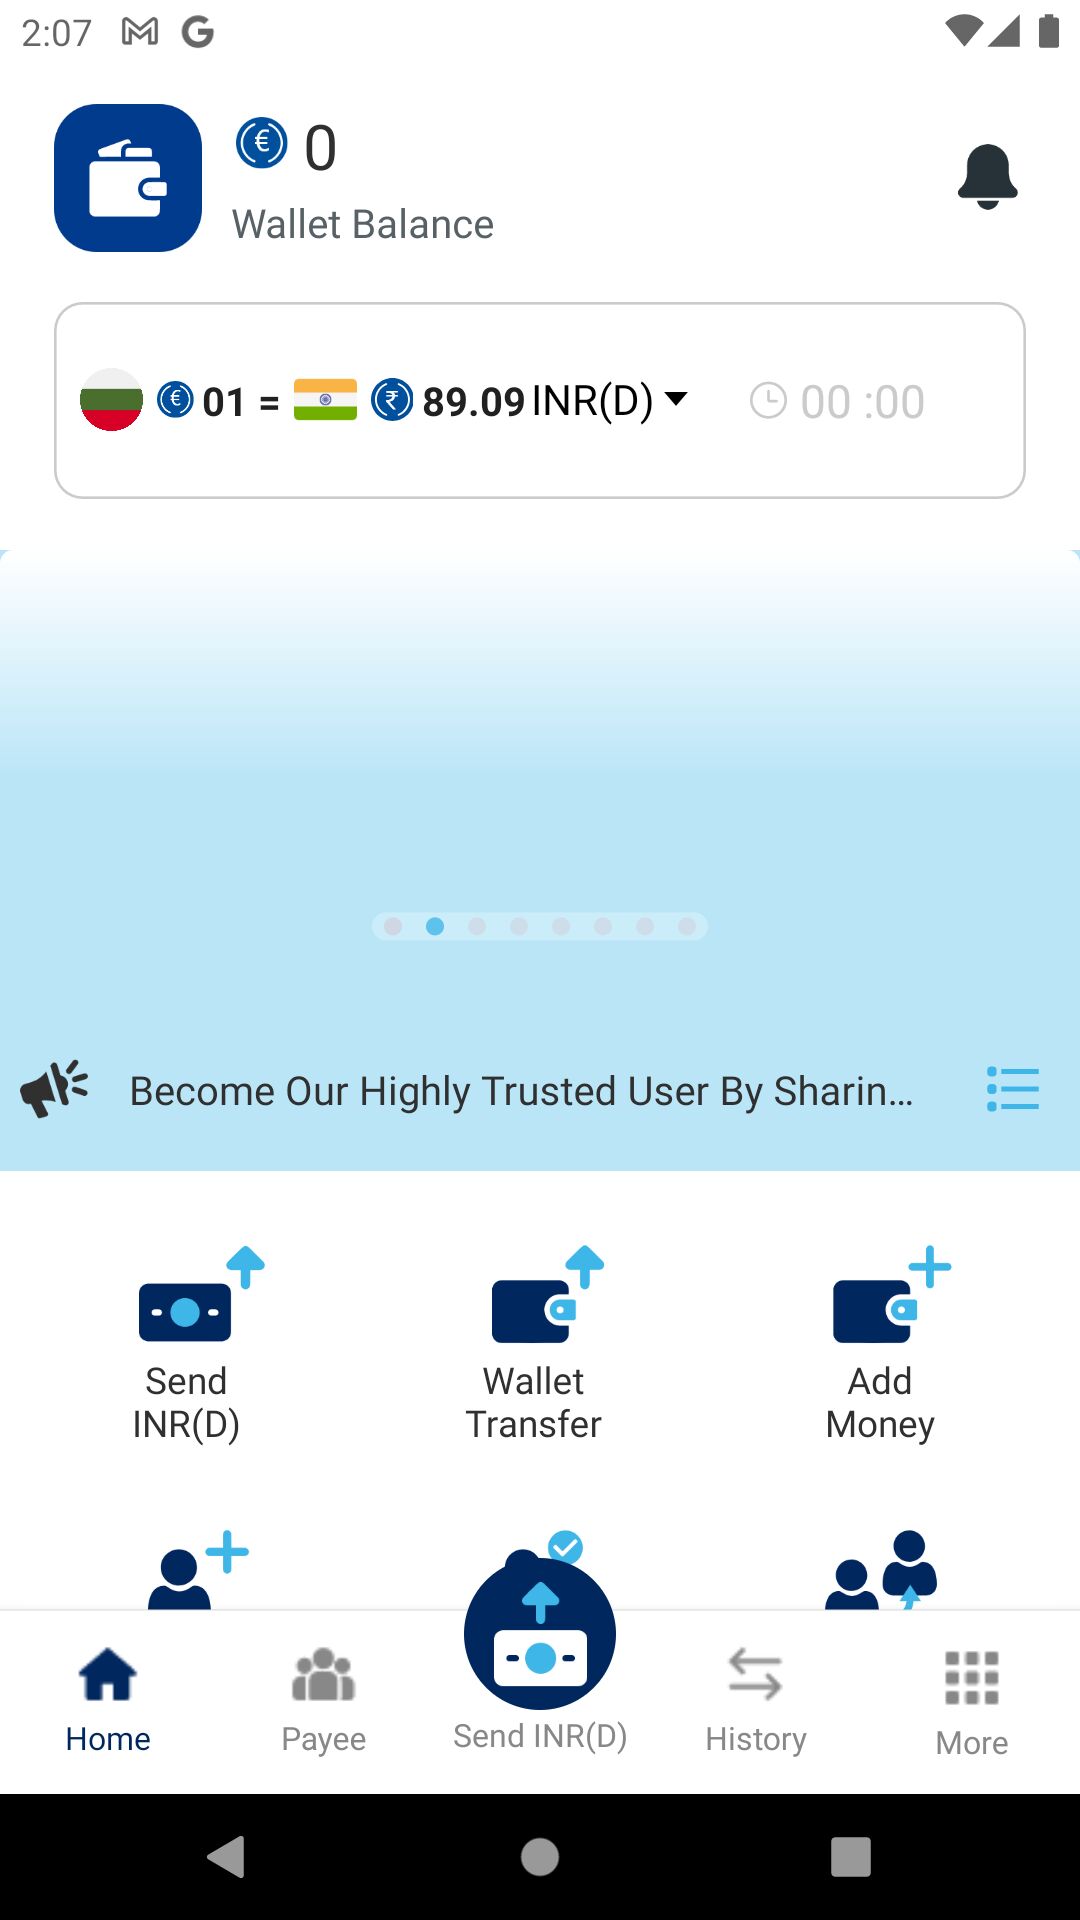 2:07
€ 0
Wallet Balance
€ 01 = ₹ 89.09 INR(D) 00 :00
Become Our Highly Trusted User By Sharin...
Send
INR(D)
Wallet
Transfer
Add
Money
Home
Payee
Send INR(D)
History
More